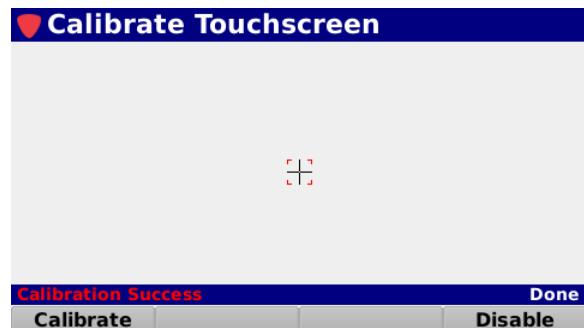 Calibrate Touchscreen
Calibration Success Done
Calibrate Disable